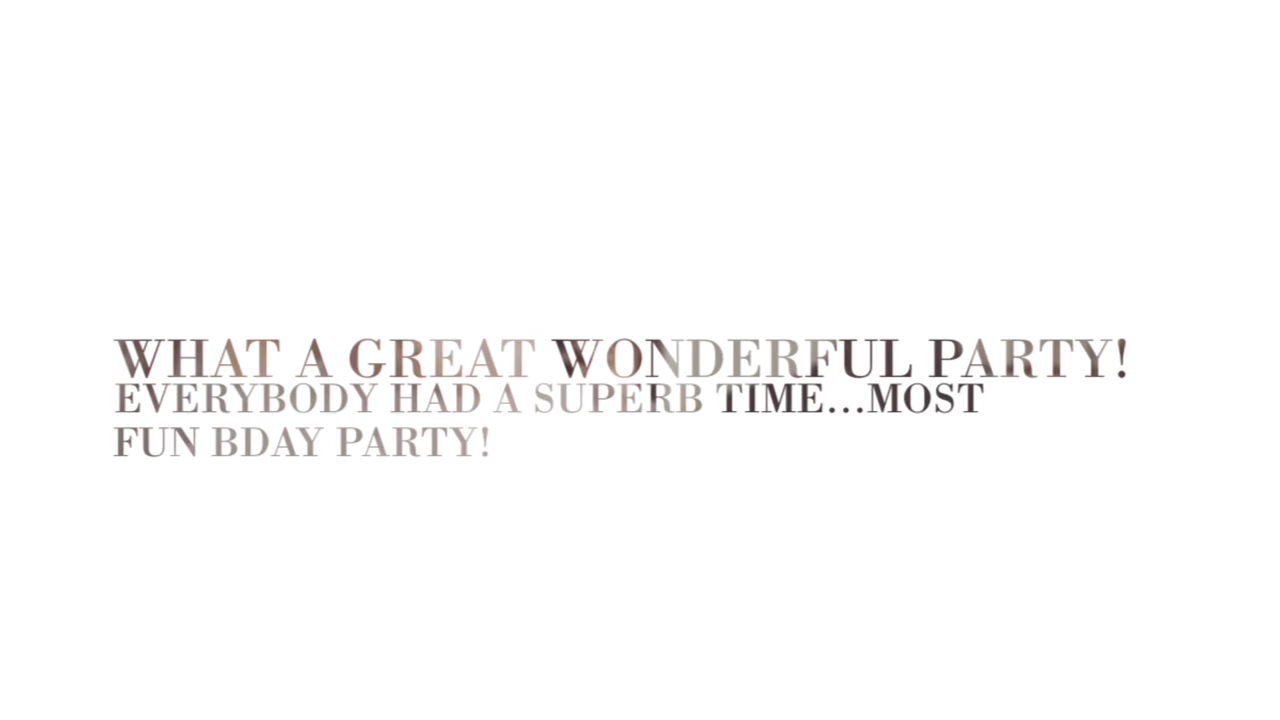 WHAT A GREAT WONDERFUL PARTY!
EVERYBODY HAD A SUPERB TIME...MOST
FUN BDAY PARTY!